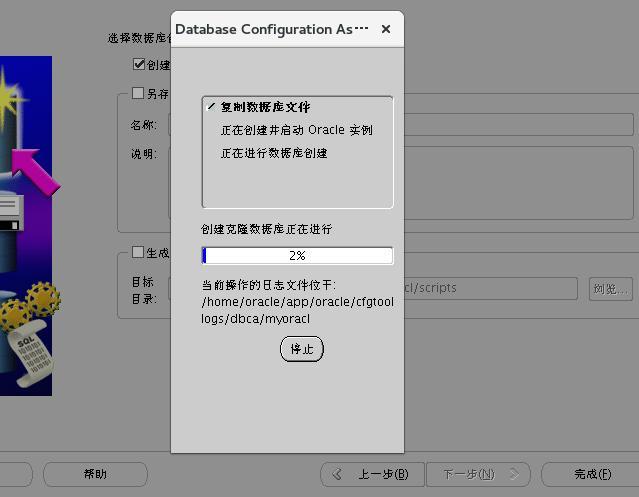 Database Configuration As···
选择数据库
创建
另存
名称:
说明:
复制数据库文件
正在创建并启动 Oracle 实例
正在进行数据库创建
创建克隆数据库正在进行
2%
当前操作的日志文件位于:
/home/oracle/app/oracle/cfgtool
logs/dbca/myoracl
停止
生成
目标
目录:
cl/scripts
浏览...
SQL
帮助
上一步(B)
下一步(N)
完成(F)